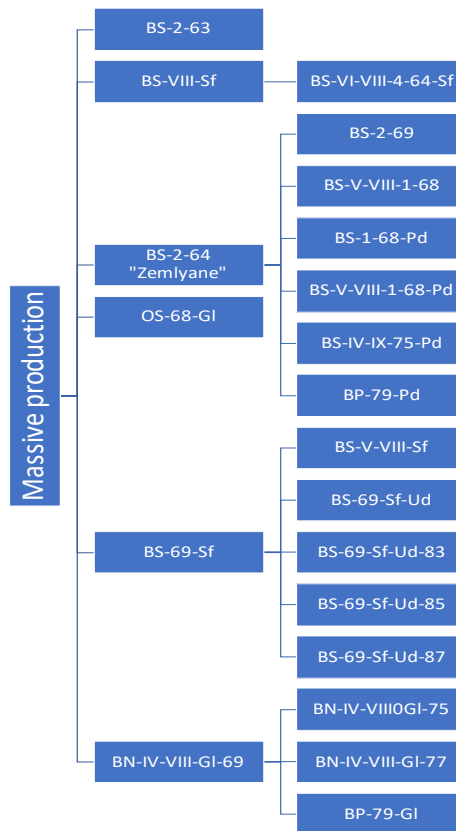 Massive production
BS-2-63
BS-VIII-Sf
BS-VI-VIII-4-64-Sf
BS-2-64
"Zemlyane"
BS-2-69
BS-V-VIII-1-68
BS-1-68-Pd
BS-V-VIII-1-68-Pd
BS-IV-IX-75-Pd
BP-79-Pd
OS-68-Gl
BS-69-Sf
BS-V-VIII-Sf
BS-69-Sf-Ud
BS-69-Sf-Ud-83
BS-69-Sf-Ud-85
BS-69-Sf-Ud-87
BN-IV-VIII-Gl-69
BN-IV-VIII0Gl-75
BN-IV-VIII-Gl-77
BP-79-Gl